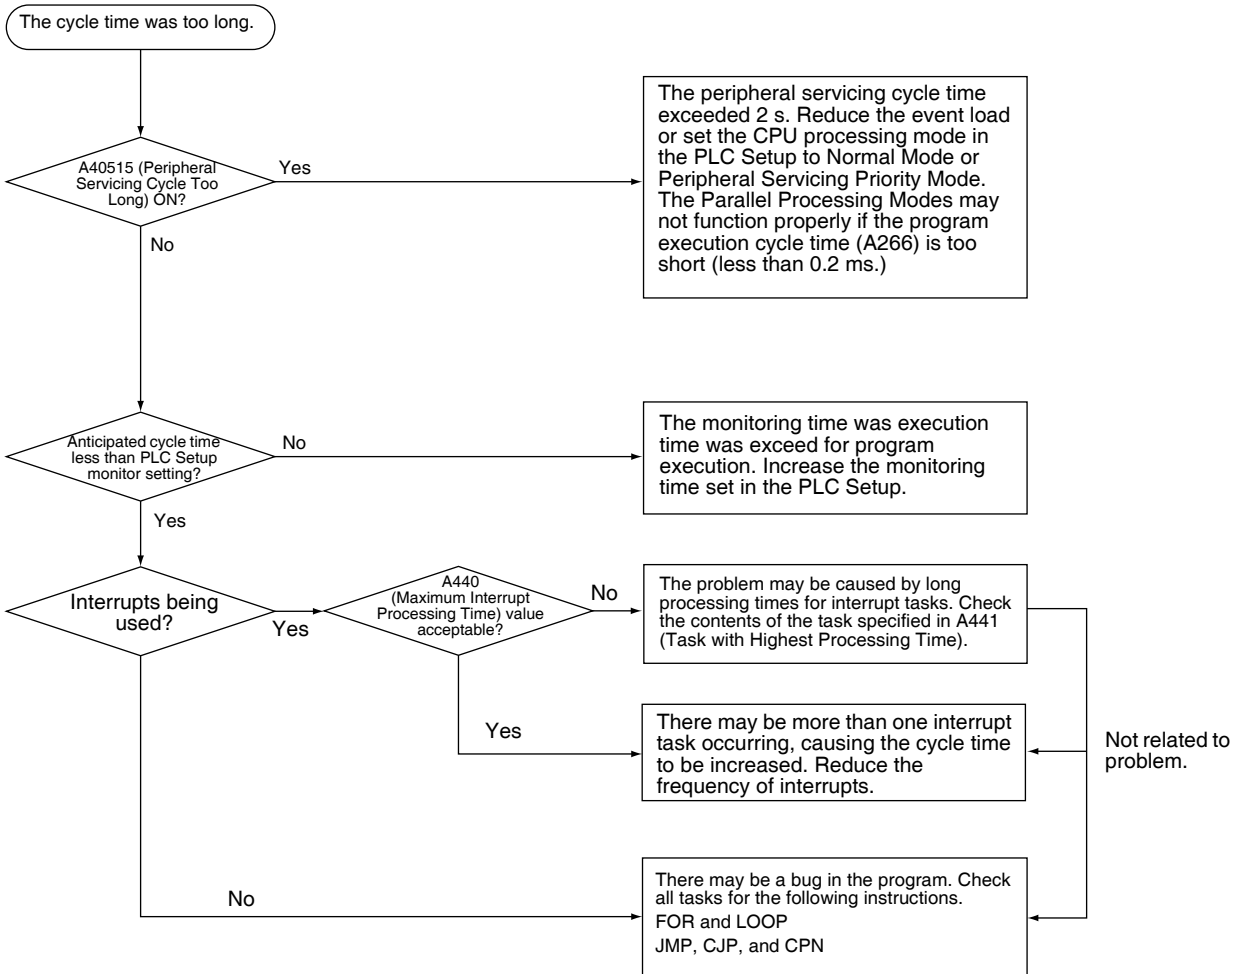 The cycle time was too long.
A40515 (Peripheral
Servicing Cycle Too
Long) ON?
Yes
The peripheral servicing cycle time
exceeded 2 s. Reduce the event load
or set the CPU processing mode in
the PLC Setup to Normal Mode or
Peripheral Servicing Priority Mode.
The Parallel Processing Modes may
not function properly if the program
execution cycle time (A266) is too
short (less than 0.2 ms.)
No
Anticipated cycle time
less than PLC Setup
monitor setting?
No
The monitoring time was execution
time was exceed for program
execution. Increase the monitoring
time set in the PLC Setup.
Yes
Interrupts being
used?
Yes
A440
(Maximum Interrupt
Processing Time) value
acceptable?
No
The problem may be caused by long
processing times for interrupt tasks. Check
the contents of the task specified in A441
(Task with Highest Processing Time).
Yes
There may be more than one interrupt
task occurring, causing the cycle time
to be increased. Reduce the
frequency of interrupts.
Not related to
problem.
No
There may be a bug in the program. Check
all tasks for the following instructions.
FOR and LOOP
JMP, CJP, and CPN